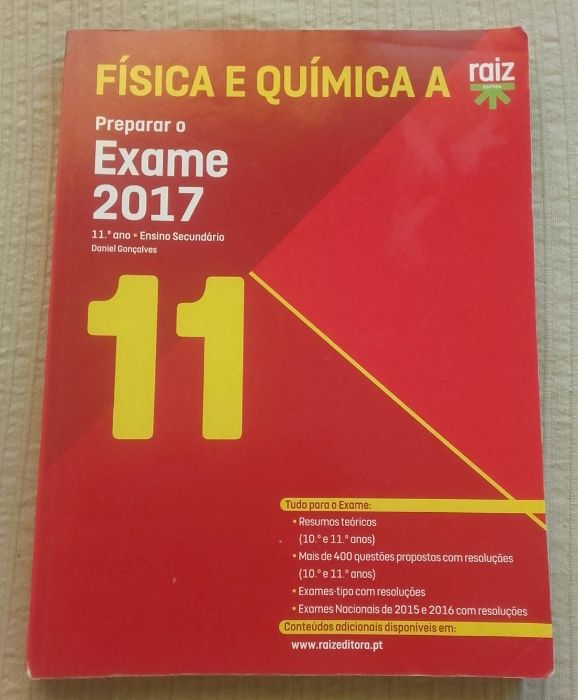 FÍSICA E QUÍMICA A
raiz
EDITORA
Preparar o
Exame
2017
11.º ano • Ensino Secundário
Daniel Gonçalves
11
Tudo para o Exame:
• Resumos teóricos
(10.º e 11.º anos)
• Mais de 400 questões propostas com resoluções
(10.º e 11.º anos)
• Exames-tipo com resoluções
• Exames Nacionais de 2015 e 2016 com resoluções
Conteúdos adicionais disponíveis em:
www.raizeditora.pt